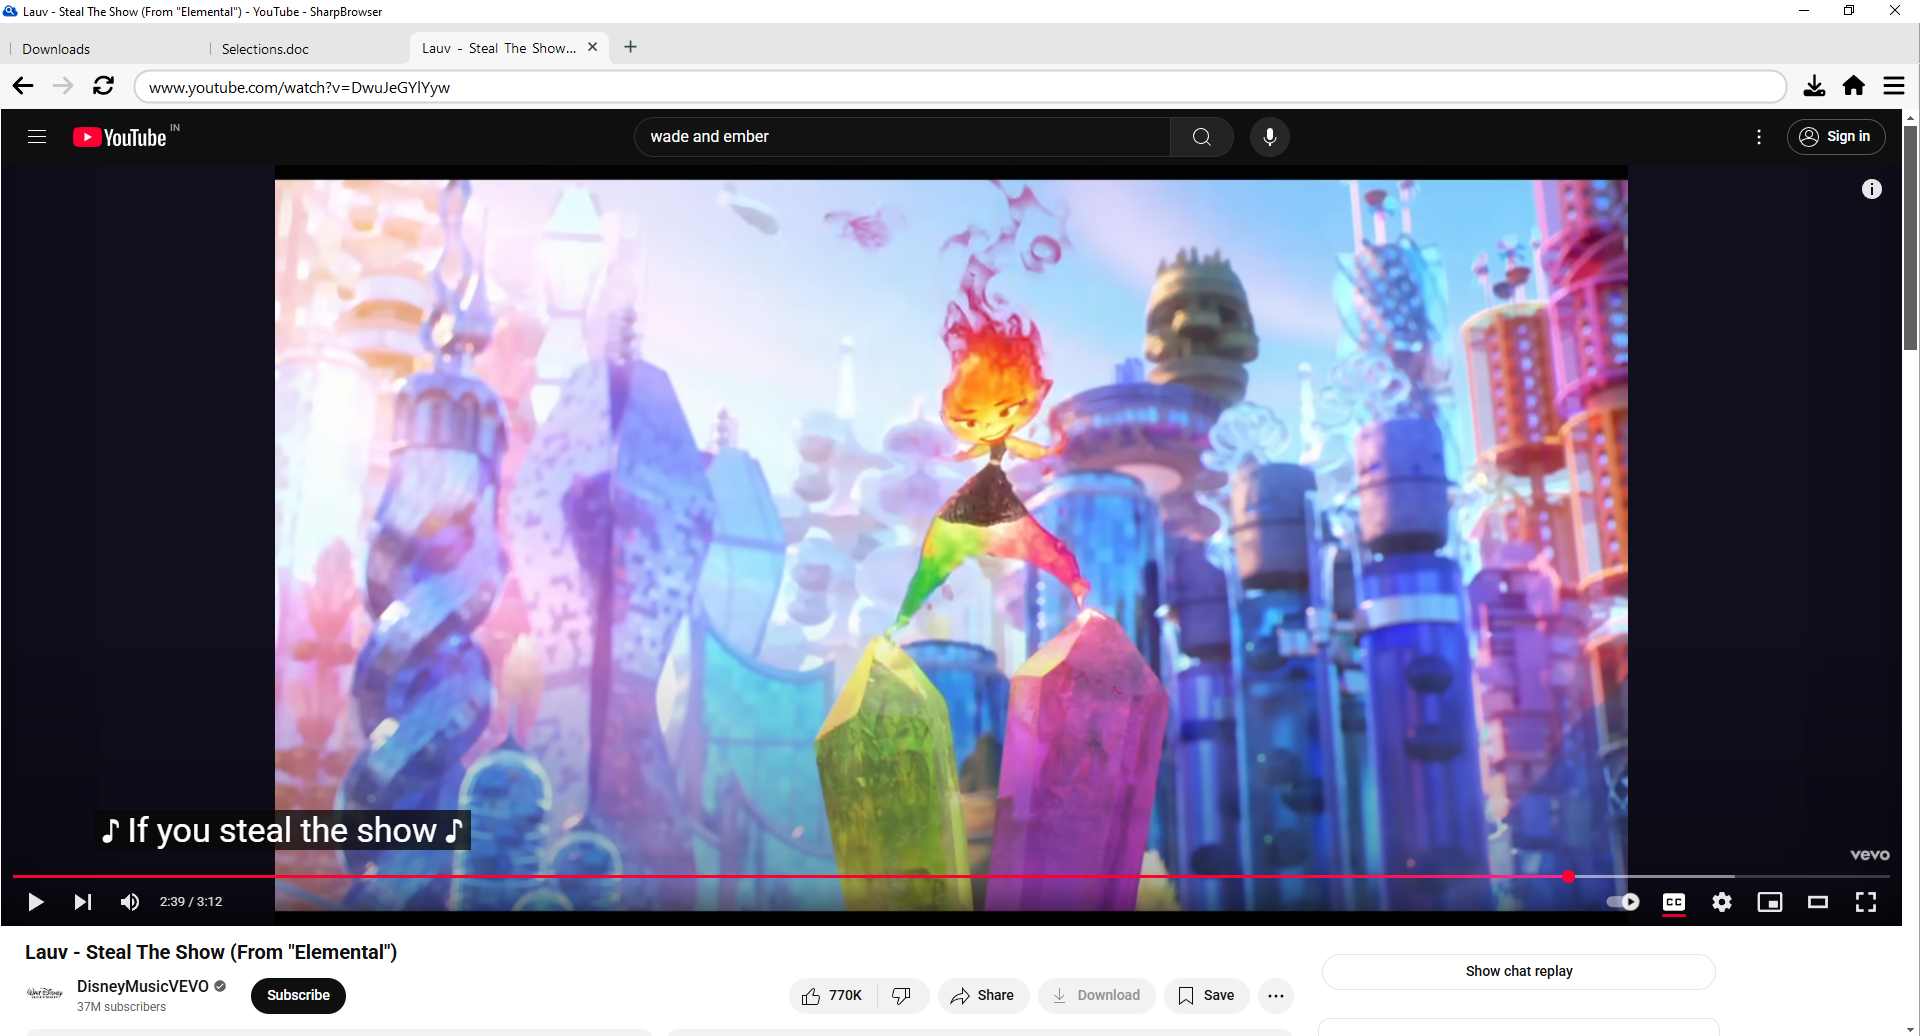 Lauv - Steal The Show (From "Elemental") - YouTube - SharpBrowser
Downloads
Selections.doc
Lauv - Steal The Show...
www.youtube.com/watch?v=DwuJeGYlYyw
YouTube IN
wade and ember
Sign in
♪ If you steal the show ♪
vevo
2:39 / 3:12
CC
Lauv - Steal The Show (From "Elemental")
Walt Disney
DisneyMusicVEVO
37M subscribers
Subscribe
770K
Share
Download
Save
Show chat replay